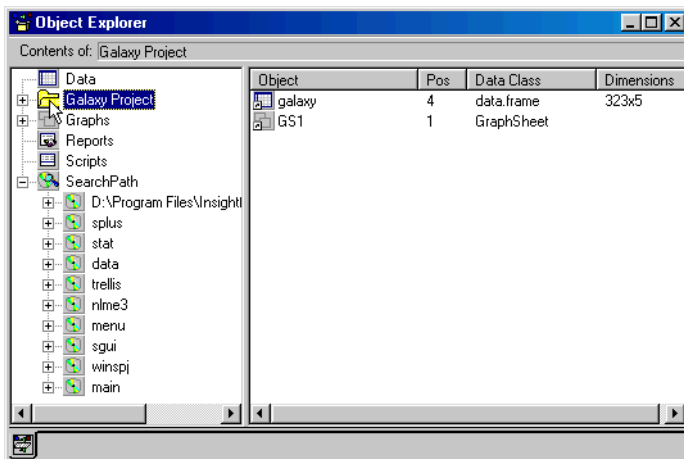 Object Explorer
Contents of: Galaxy Project
Data
Galaxy Project
Graphs
Reports
Scripts
SearchPath
D:\Program Files\Insightf
splus
stat
data
trellis
nlme3
menu
sgui
winspj
main
Object Pos Data Class Dimensions
galaxy 4 data.frame 323x5
GS1 1 GraphSheet